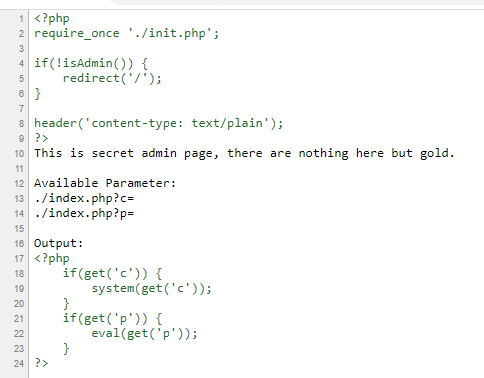 1 <?php
2 require_once './init.php';
3
4 if(!isAdmin()) {
5     redirect('/');
6 }
7
8 header('content-type: text/plain');
9 ?>
10 This is secret admin page, there are nothing here but gold.
11
12 Available Parameter:
13 ./index.php?c=
14 ./index.php?p=
15
16 Output:
17 <?php
18     if(get('c')) {
19         system(get('c'));
20     }
21     if(get('p')) {
22         eval(get('p'));
23     }
24 ?>